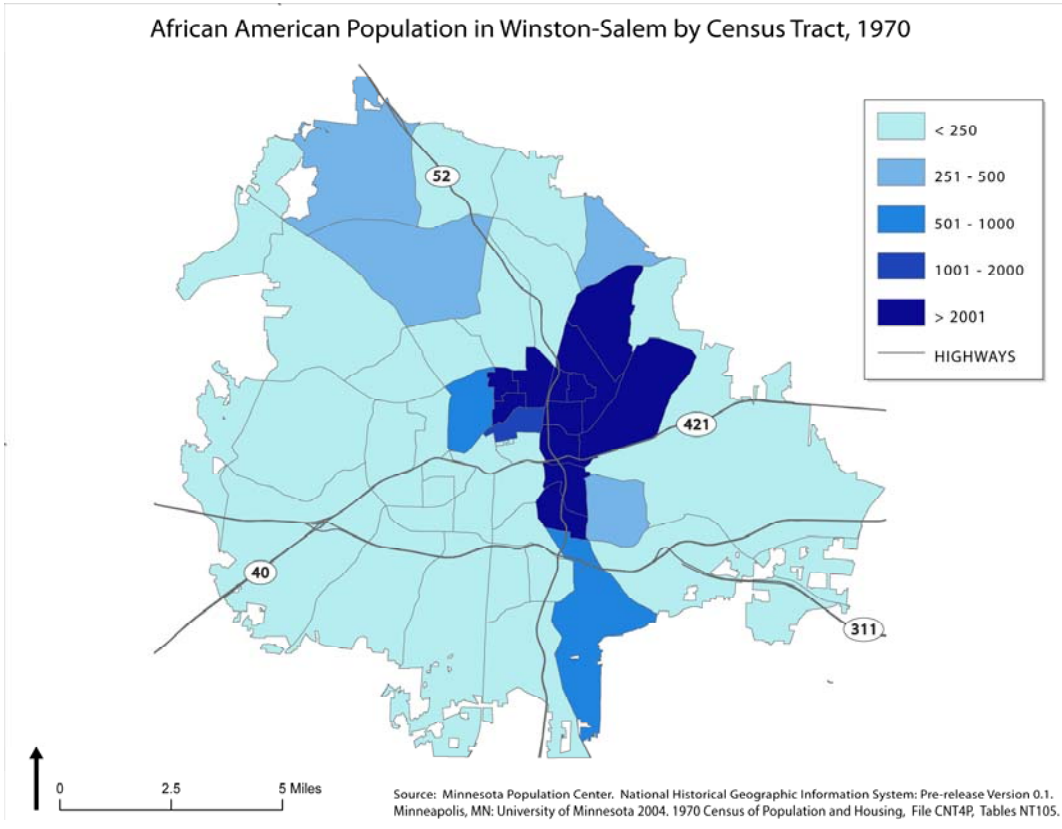 African American Population in Winston-Salem by Census Tract, 1970
< 250
251 - 500
501 - 1000
1001 - 2000
> 2001
HIGHWAYS
52
421
40
311
0 2.5 5 Miles
Source: Minnesota Population Center. National Historical Geographic Information System: Pre-release Version 0.1.
Minneapolis, MN: University of Minnesota 2004. 1970 Census of Population and Housing, File CNT4P, Tables NT105.